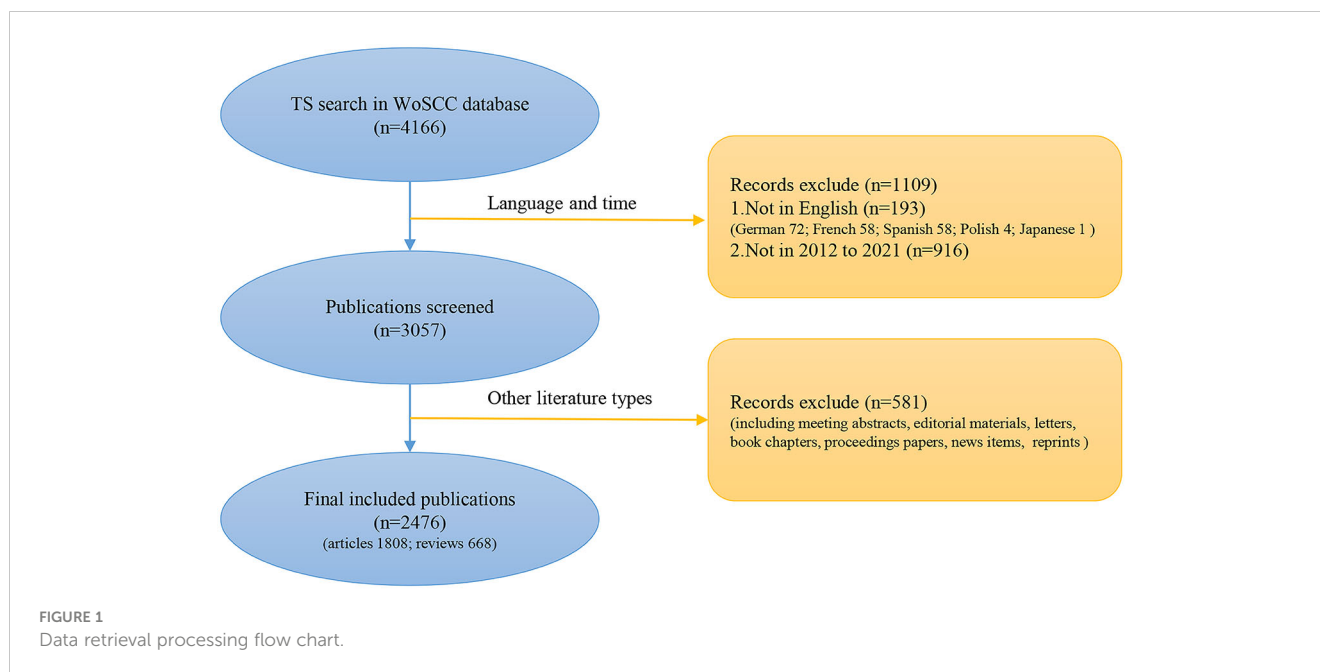 TS search in WoSCC database
(n=4166)
Language and time
Records exclude (n=1109)
1.Not in English (n=193)
(German 72; French 58; Spanish 58; Polish 4; Japanese 1 )
2.Not in 2012 to 2021 (n=916)
Publications screened
(n=3057)
Other literature types
Records exclude (n=581)
(including meeting abstracts, editorial materials, letters,
book chapters, proceedings papers, news items,  reprints )
Final included publications
(n=2476)
(articles 1808; reviews 668)
FIGURE 1
Data retrieval processing flow chart.